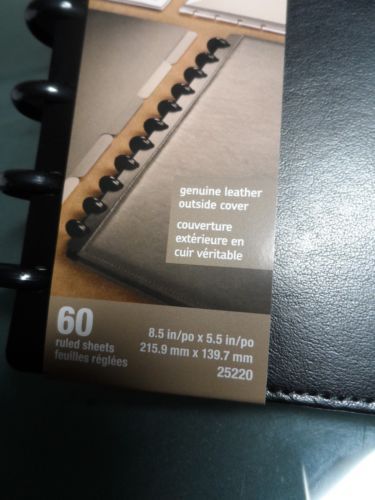 genuine leather
outside cover
couverture
extérieure en
cuir véritable
60
ruled sheets
feuilles réglées
8.5 in/po x 5.5 in/po
215.9 mm x 139.7 mm
25220